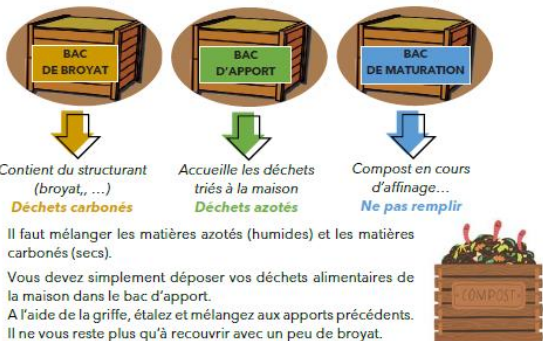 BAC
DE BROYAT
BAC
D'APPORT
BAC
DE MATURATION
Contient du structurant
(broyat,, ...)
Déchets carbonés
Accueille les déchets
triés à la maison
Déchets azotés
Compost en cours
d'affinage...
Ne pas remplir
Il faut mélanger les matières azotés (humides) et les matières
carbonés (secs).
Vous devez simplement déposer vos déchets alimentaires de
la maison dans le bac d'apport.
A l'aide de la griffe, étalez et mélangez aux apports précédents.
Il ne vous reste plus qu'à recouvrir avec un peu de broyat.
COMPOST